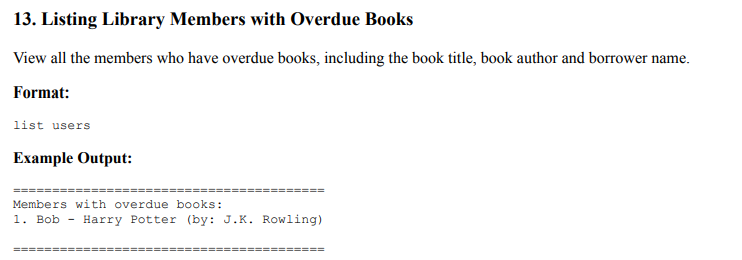 13. Listing Library Members with Overdue Books
View all the members who have overdue books, including the book title, book author and borrower name.
Format:
list users
Example Output:
========================================
Members with overdue books:
1. Bob - Harry Potter (by: J.K. Rowling)
========================================